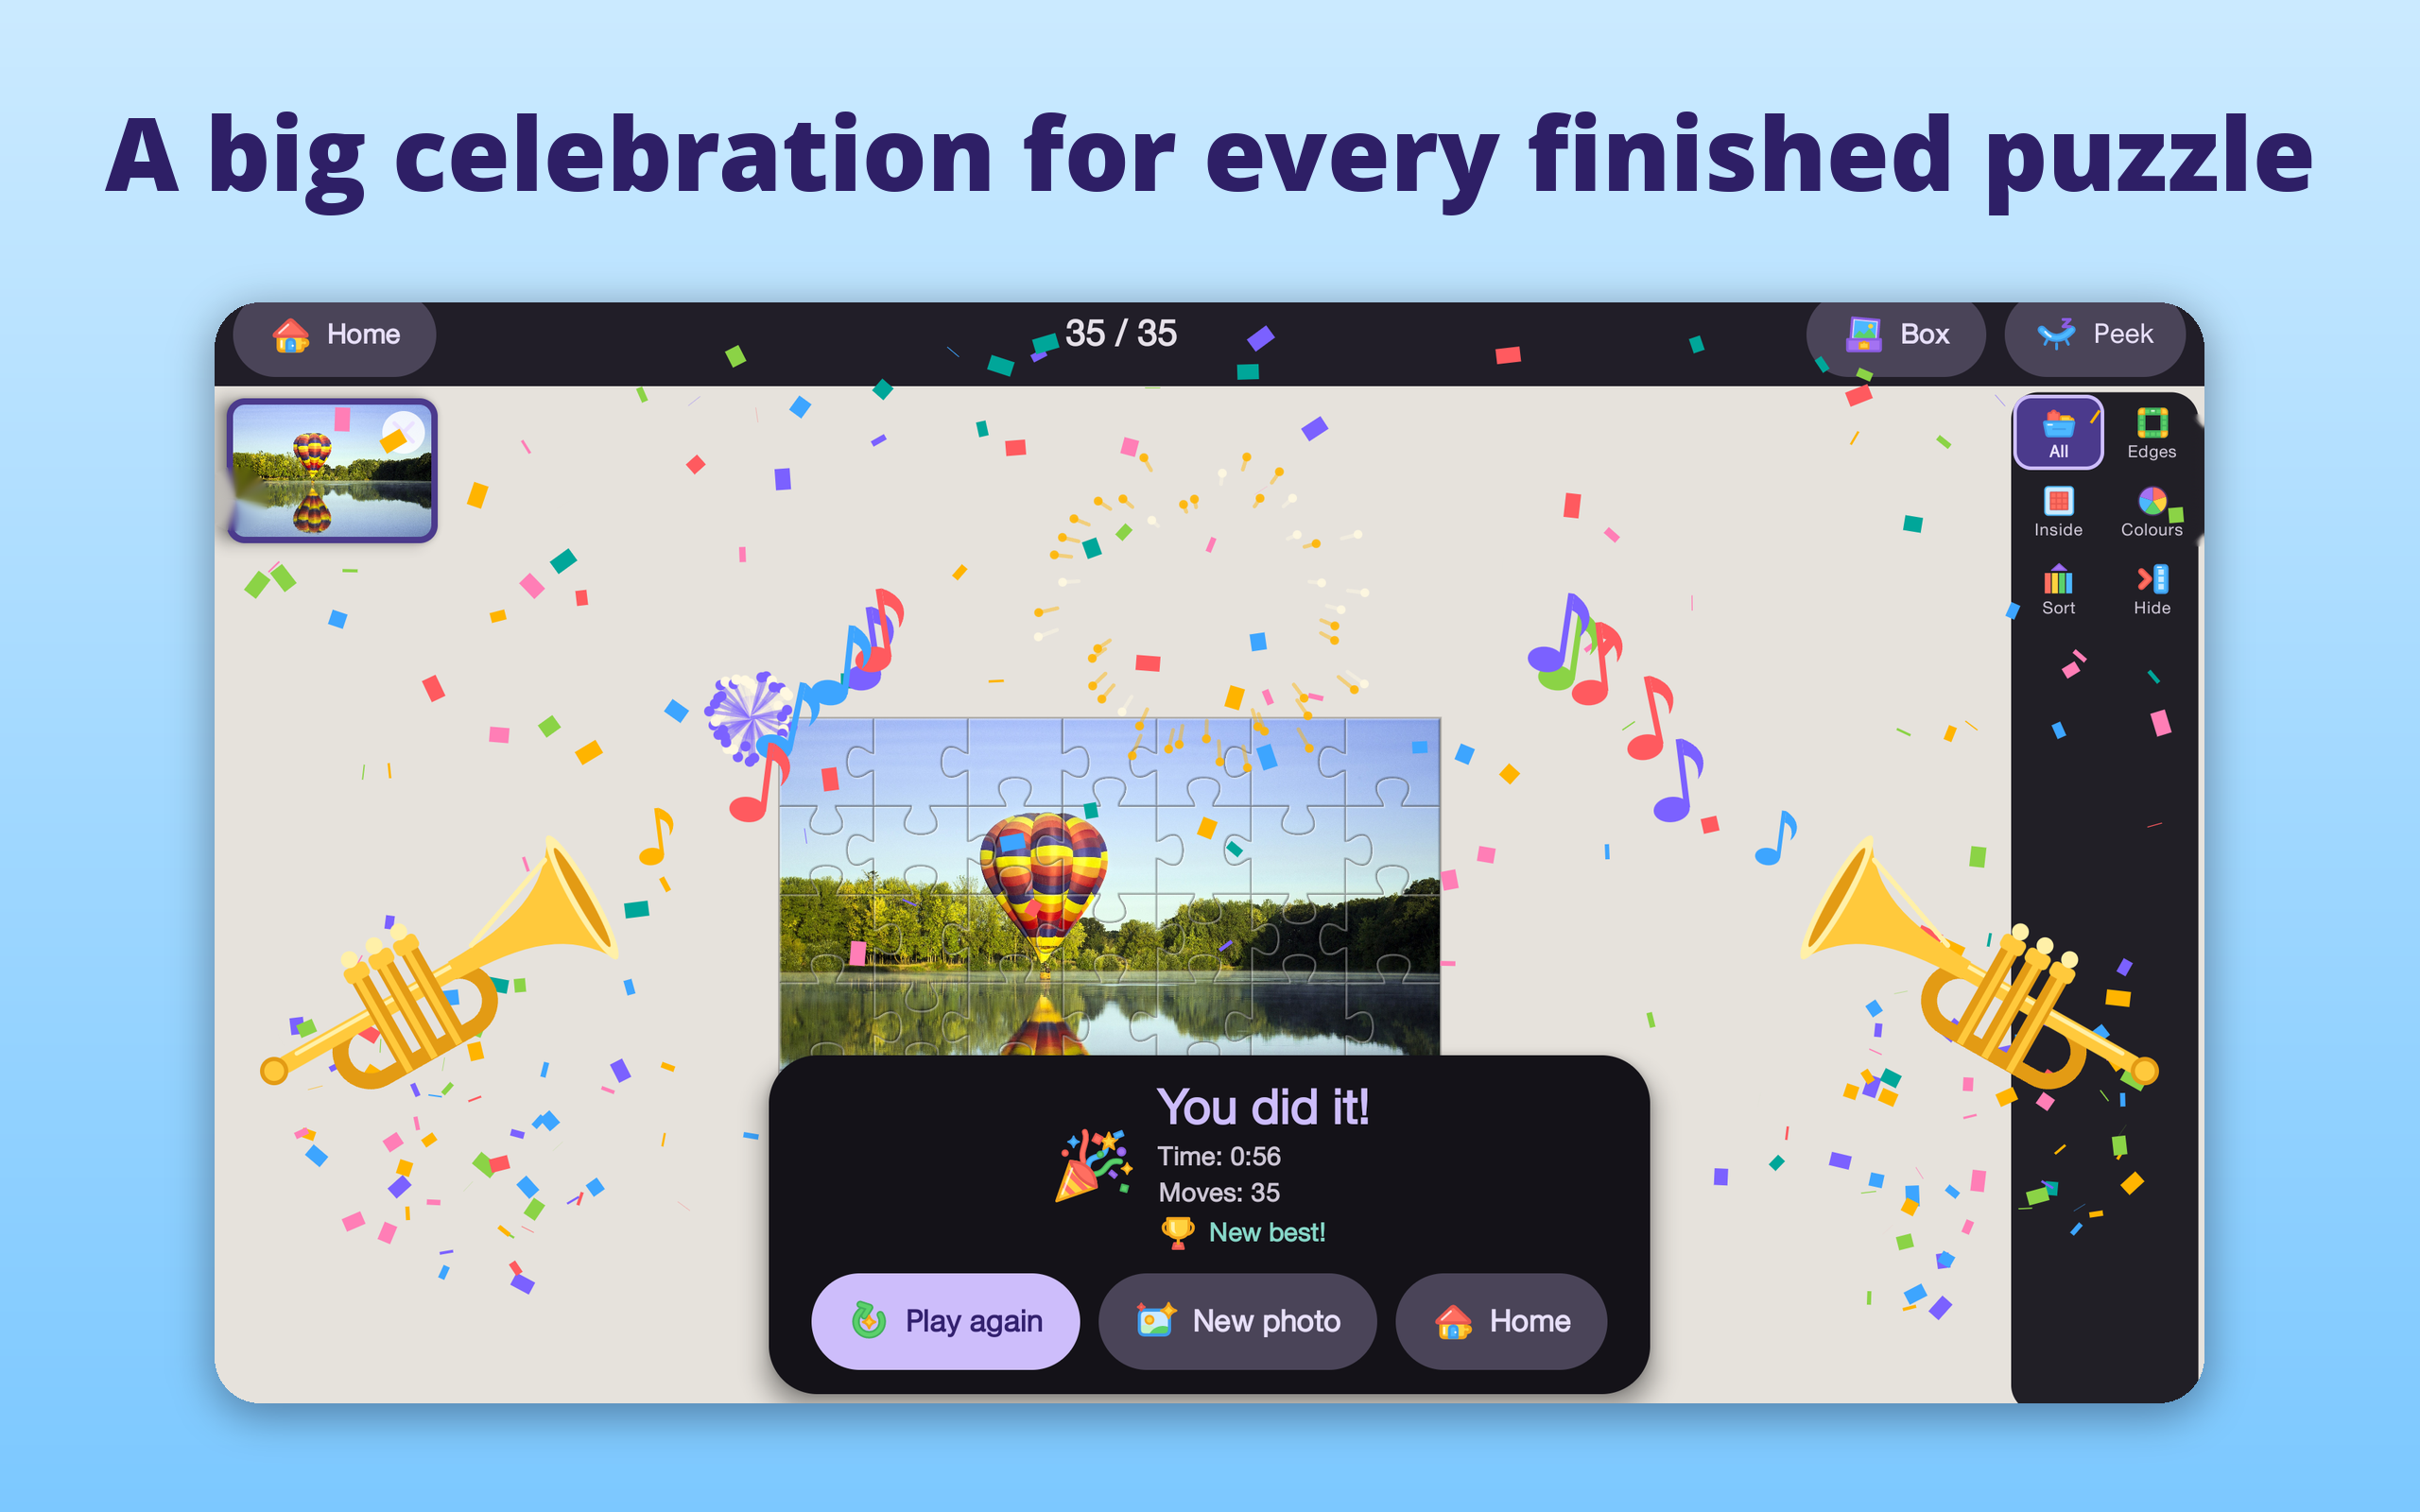 A big celebration for every finished puzzle
Home
35 / 35
Box
Peek
All
Edges
Inside
Colours
Sort
Hide
You did it!
Time: 0:56
Moves: 35
New best!
Play again
New photo
Home